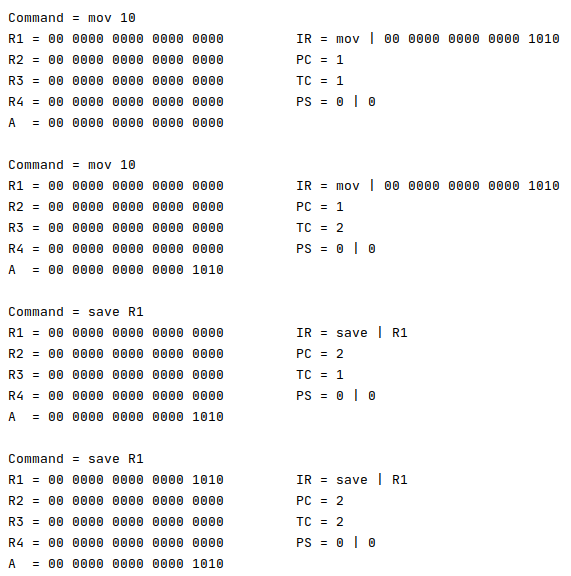 Command = mov 10
R1 = 00 0000 0000 0000 0000 IR = mov | 00 0000 0000 0000 1010
R2 = 00 0000 0000 0000 0000 PC = 1
R3 = 00 0000 0000 0000 0000 TC = 1
R4 = 00 0000 0000 0000 0000 PS = 0 | 0
A = 00 0000 0000 0000 0000
Command = mov 10
R1 = 00 0000 0000 0000 0000 IR = mov | 00 0000 0000 0000 1010
R2 = 00 0000 0000 0000 0000 PC = 1
R3 = 00 0000 0000 0000 0000 TC = 2
R4 = 00 0000 0000 0000 0000 PS = 0 | 0
A = 00 0000 0000 0000 1010
Command = save R1
R1 = 00 0000 0000 0000 0000 IR = save | R1
R2 = 00 0000 0000 0000 0000 PC = 2
R3 = 00 0000 0000 0000 0000 TC = 1
R4 = 00 0000 0000 0000 0000 PS = 0 | 0
A = 00 0000 0000 0000 1010
Command = save R1
R1 = 00 0000 0000 0000 1010 IR = save | R1
R2 = 00 0000 0000 0000 0000 PC = 2
R3 = 00 0000 0000 0000 0000 TC = 2
R4 = 00 0000 0000 0000 0000 PS = 0 | 0
A = 00 0000 0000 0000 1010